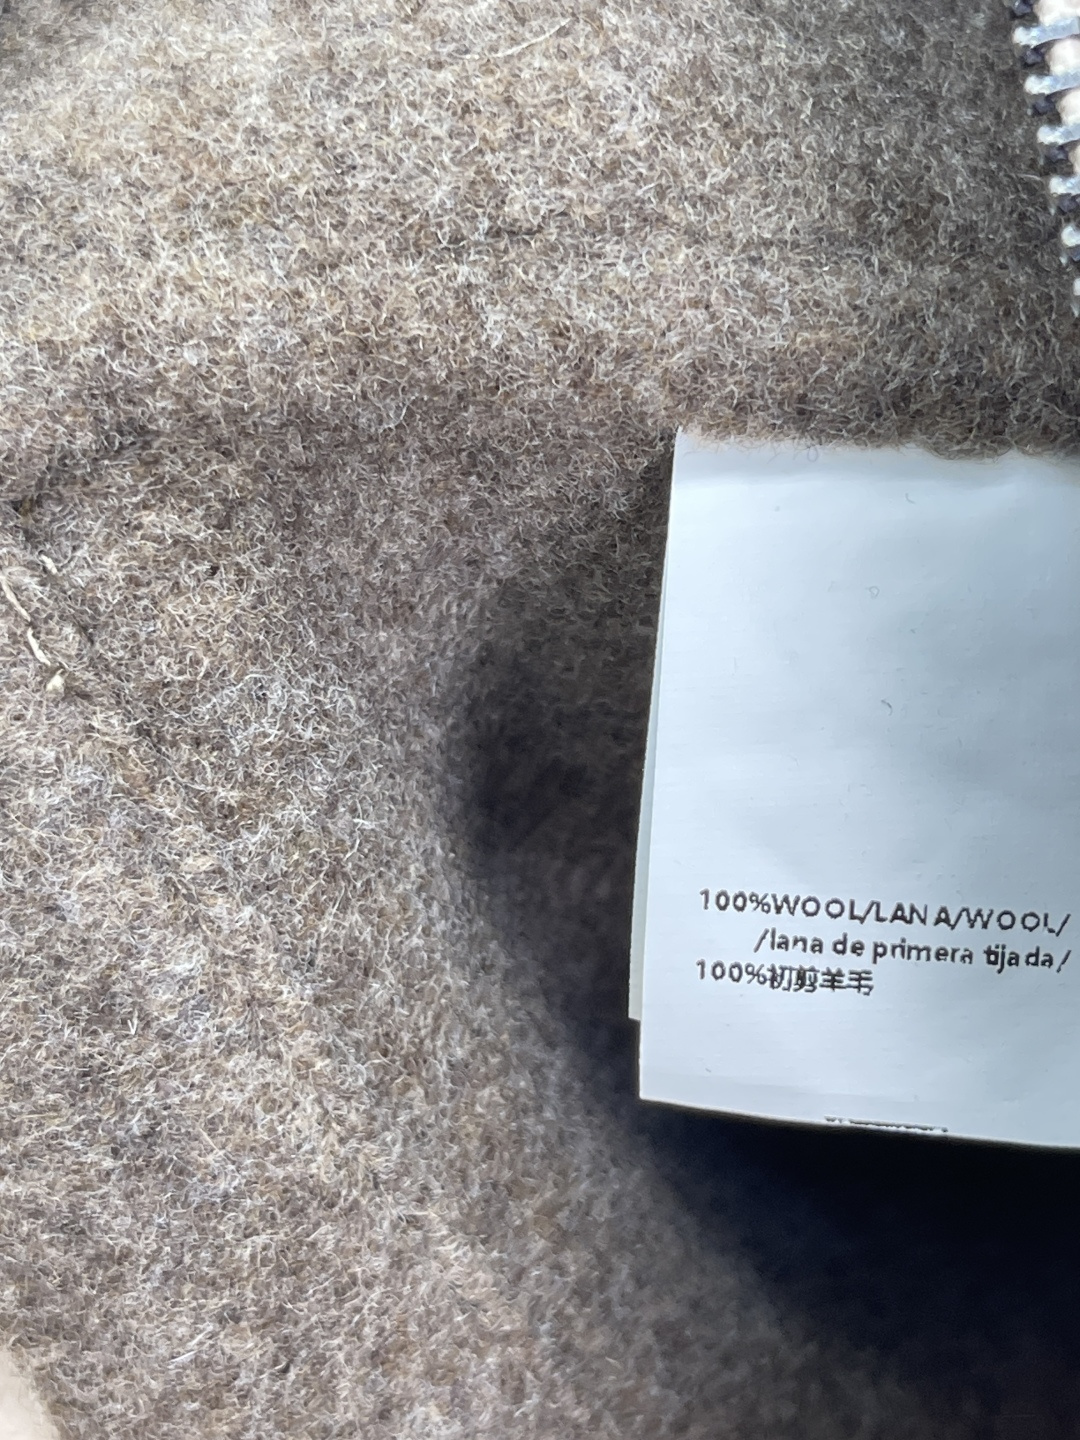 100%WOOL/LANA/WOOL/
/lana de primera tijada/
100%初剪羊毛